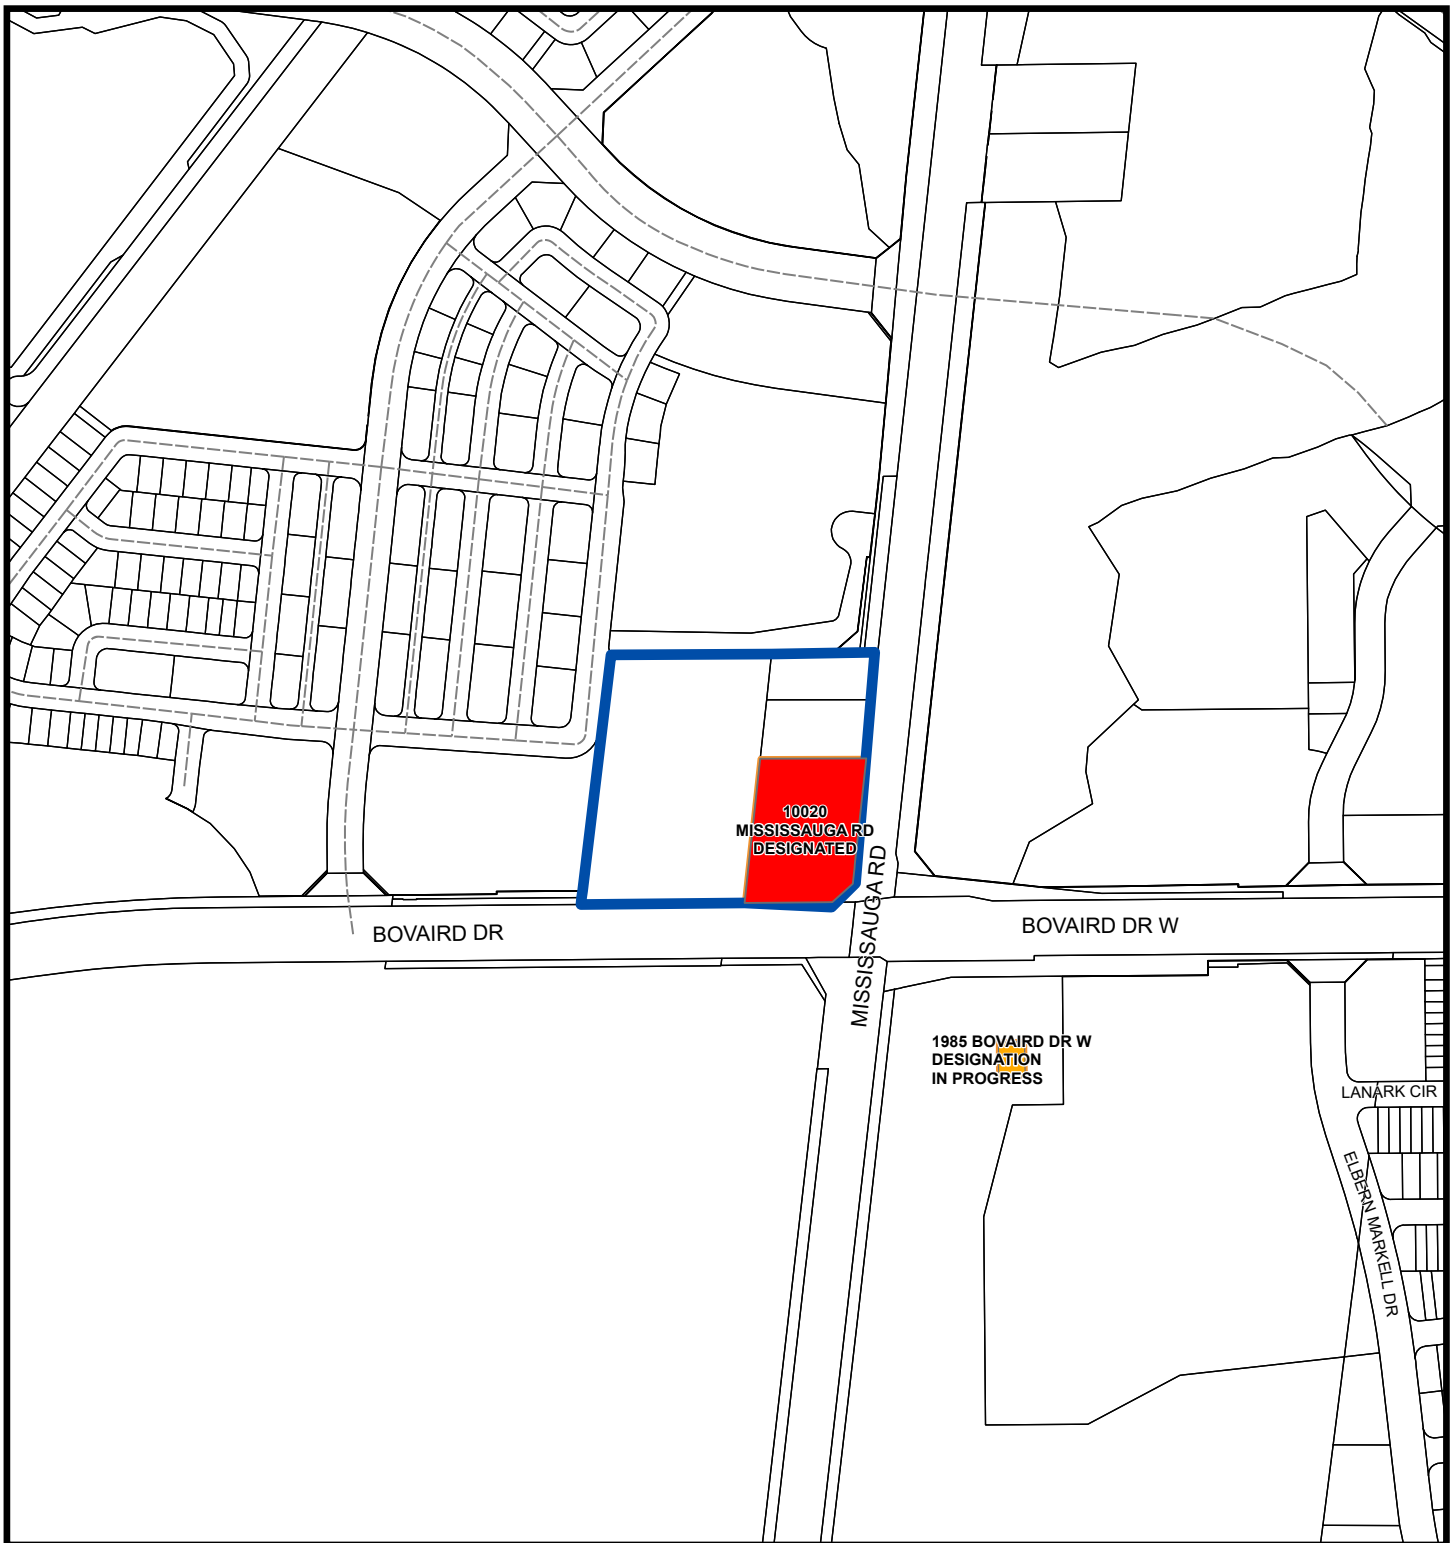 10020
MISSISSAUGA RD
DESIGNATED
MISSISSAUGA RD
BOVAIRD DR
BOVAIRD DR W
1985 BOVAIRD DR W
DESIGNATION
IN PROGRESS
LANARK CIR
ELBERN MARKELL DR